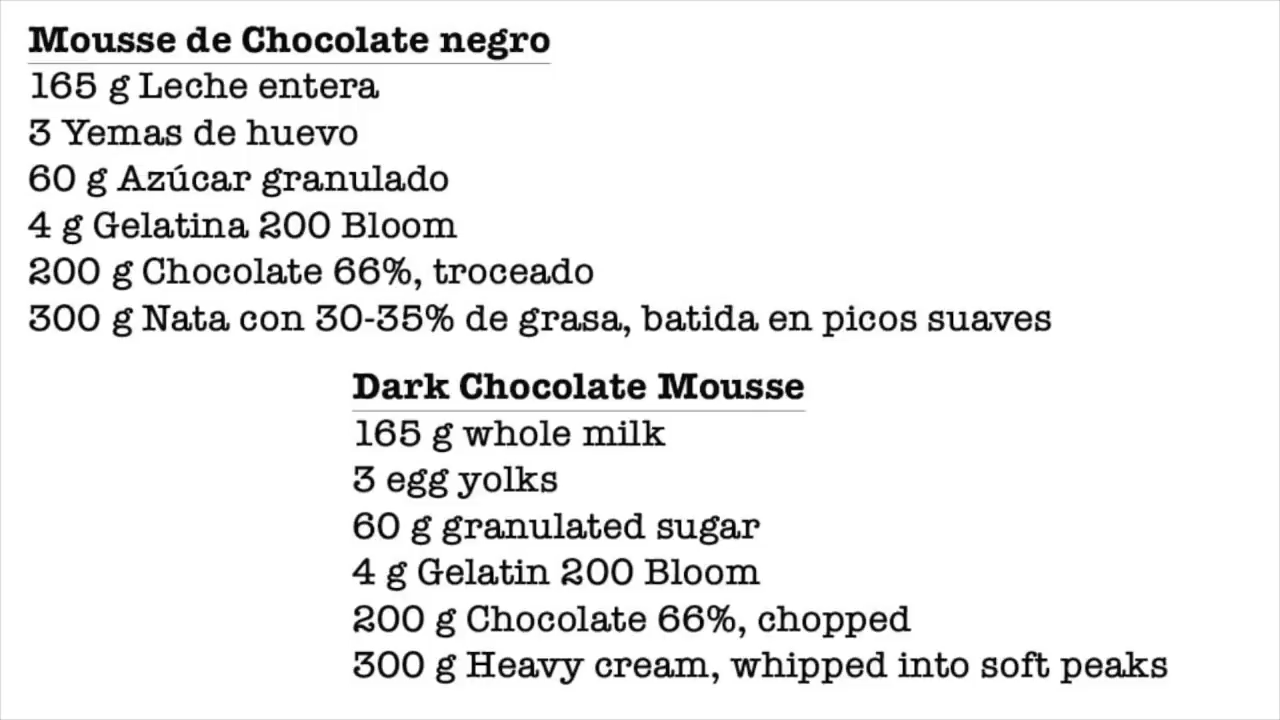 Mousse de Chocolate negro
165 g Leche entera
3 Yemas de huevo
60 g Azúcar granulado
4 g Gelatina 200 Bloom
200 g Chocolate 66%, troceado
300 g Nata con 30-35% de grasa, batida en picos suaves
Dark Chocolate Mousse
165 g whole milk
3 egg yolks
60 g granulated sugar
4 g Gelatin 200 Bloom
200 g Chocolate 66%, chopped
300 g Heavy cream, whipped into soft peaks